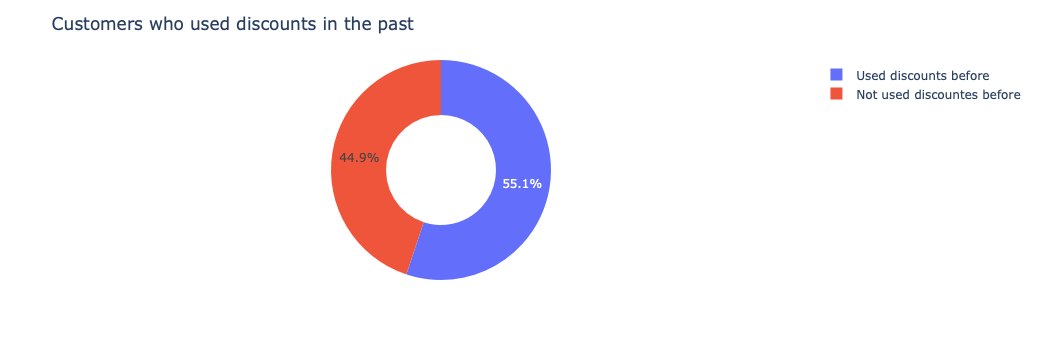 Customers who used discounts in the past
Used discounts before
Not used discountes before
44.9%
55.1%